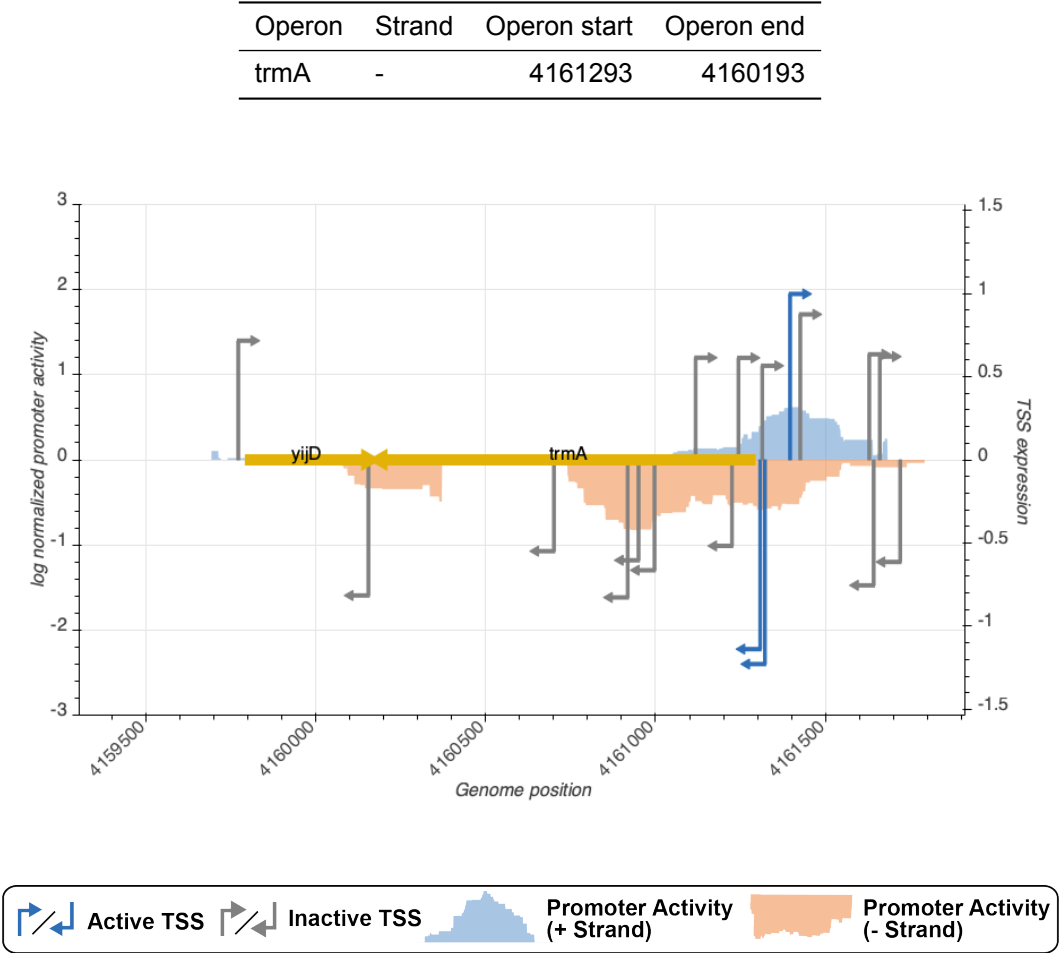 Operon Strand Operon start Operon end
trmA - 4161293 4160193
3
2
1
0
-1
-2
-3
log normalized promoter activity
1.5
1
0.5
0
-0.5
-1
-1.5
TSS expression
yijD
trmA
4159500
4160000
4160500
4161000
4161500
Genome position
Active TSS
Inactive TSS
Promoter Activity
(+ Strand)
Promoter Activity
(- Strand)